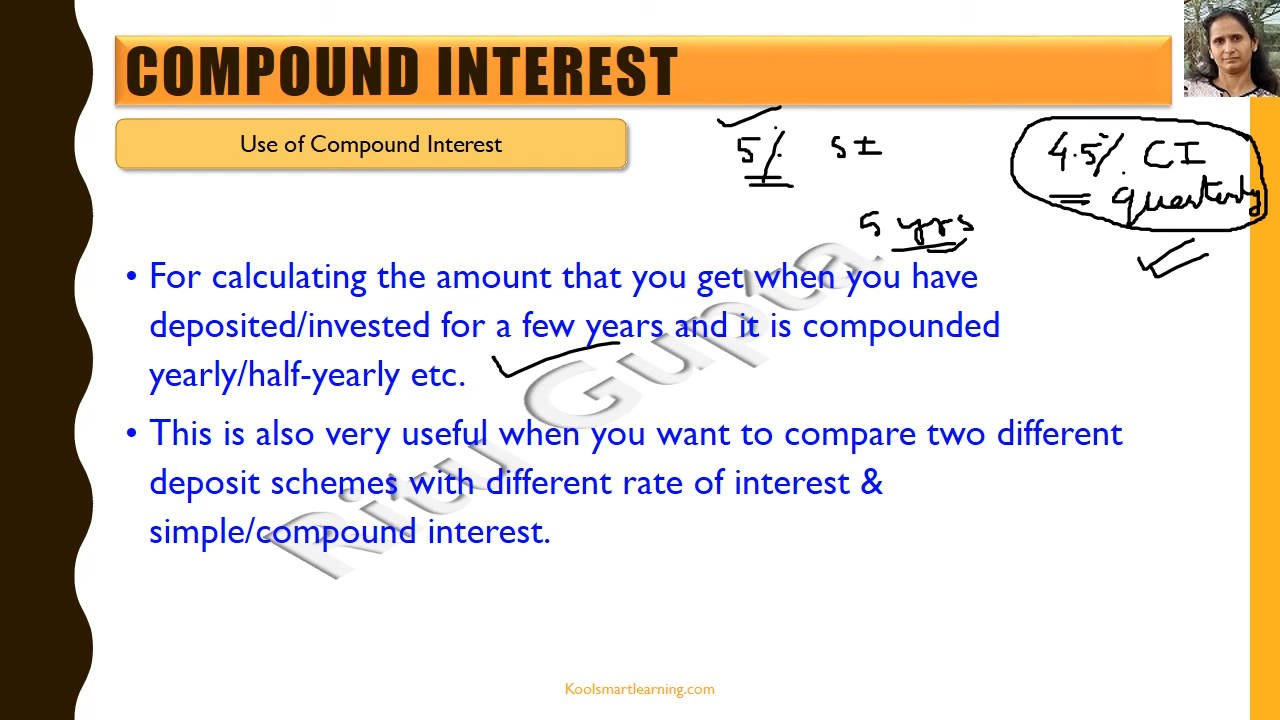 COMPOUND INTEREST
Use of Compound Interest
5% SI
4.5% CI
quarterly
5 yrs
• For calculating the amount that you get when you have
deposited/invested for a few years and it is compounded
yearly/half-yearly etc.
• This is also very useful when you want to compare two different
deposit schemes with different rate of interest &
simple/compound interest.
Ritu Gupta
Koolsmartlearning.com